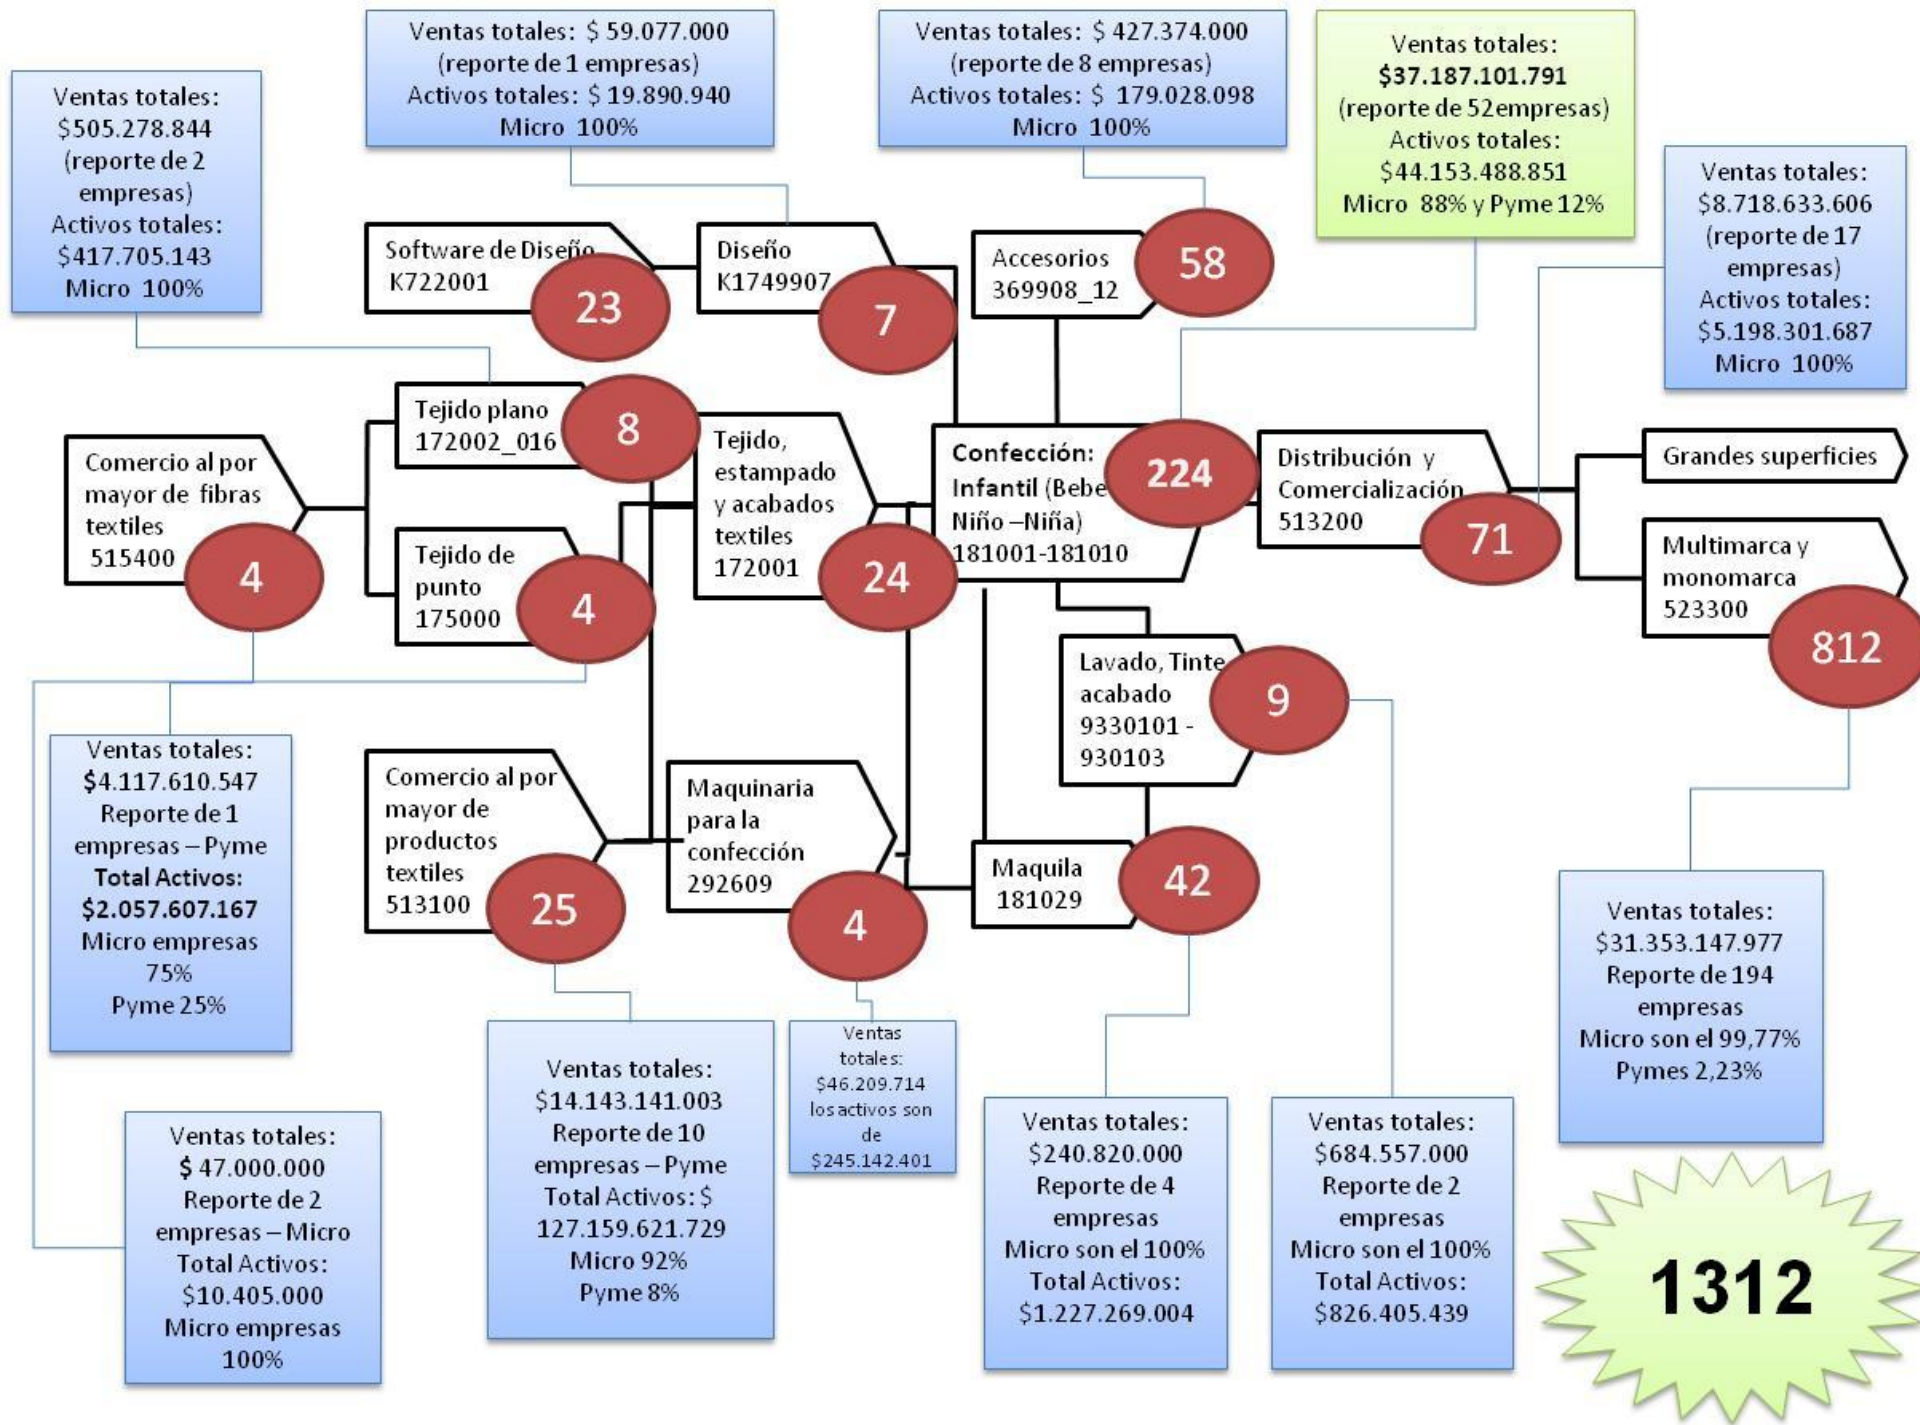 Ventas totales:
$505.278.844
(reporte de 2
empresas)
Activos totales:
$417.705.143
Micro 100%
Ventas totales: $ 59.077.000
(reporte de 1 empresas)
Activos totales: $ 19.890.940
Micro 100%
Ventas totales: $ 427.374.000
(reporte de 8 empresas)
Activos totales: $ 179.028.098
Micro 100%
Ventas totales:
$37.187.101.791
(reporte de 52empresas)
Activos totales:
$44.153.488.851
Micro 88% y Pyme 12%
Ventas totales:
$8.718.633.606
(reporte de 17
empresas)
Activos totales:
$5.198.301.687
Micro 100%
Software de Diseño
K722001
23
Diseño
K1749907
7
Accesorios
369908_12
58
Comercio al por
mayor de fibras
textiles
515400
4
Tejido plano
172002_016
8
Tejido de
punto
175000
4
Tejido,
estampado
y acabados
textiles
172001
24
Confección:
Infantil (Bebe
Niño –Niña)
181001-181010
224
Distribución y
Comercialización
513200
71
Grandes superficies
Multimarca y
monomarca
523300
812
Lavado, Tinte
acabado
9330101 -
930103
9
Comercio al por
mayor de
productos
textiles
513100
25
Maquinaria
para la
confección
292609
4
Maquila
181029
42
Ventas totales:
$4.117.610.547
Reporte de 1
empresas – Pyme
Total Activos:
$2.057.607.167
Micro empresas
75%
Pyme 25%
Ventas totales:
$ 47.000.000
Reporte de 2
empresas – Micro
Total Activos:
$10.405.000
Micro empresas
100%
Ventas totales:
$14.143.141.003
Reporte de 10
empresas – Pyme
Total Activos: $
127.159.621.729
Micro 92%
Pyme 8%
Ventas
totales:
$46.209.714
los activos son
de
$245.142.401
Ventas totales:
$240.820.000
Reporte de 4
empresas
Micro son el 100%
Total Activos:
$1.227.269.004
Ventas totales:
$684.557.000
Reporte de 2
empresas
Micro son el 100%
Total Activos:
$826.405.439
Ventas totales:
$31.353.147.977
Reporte de 194
empresas
Micro son el 99,77%
Pymes 2,23%
1312